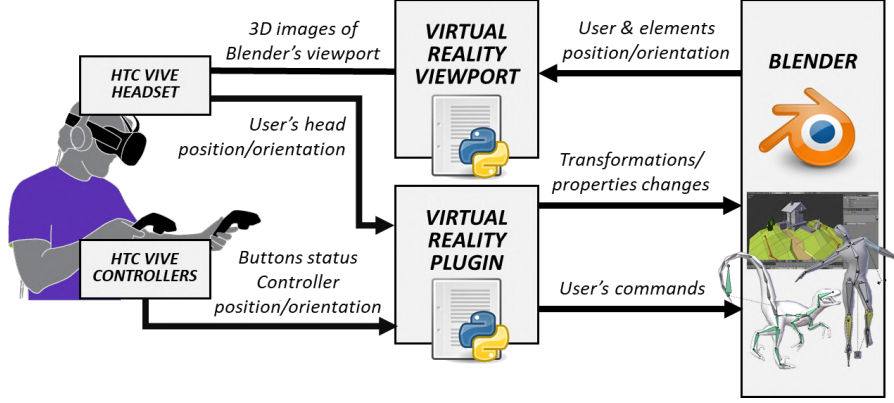 3D images of
Blender's viewport
VIRTUAL
REALITY
VIEWPORT
User & elements
position/orientation
BLENDER
HTC VIVE
HEADSET
User's head
position/orientation
Transformations/
properties changes
VIRTUAL
REALITY
PLUGIN
HTC VIVE
CONTROLLERS
Buttons status
Controller
position/orientation
User's commands